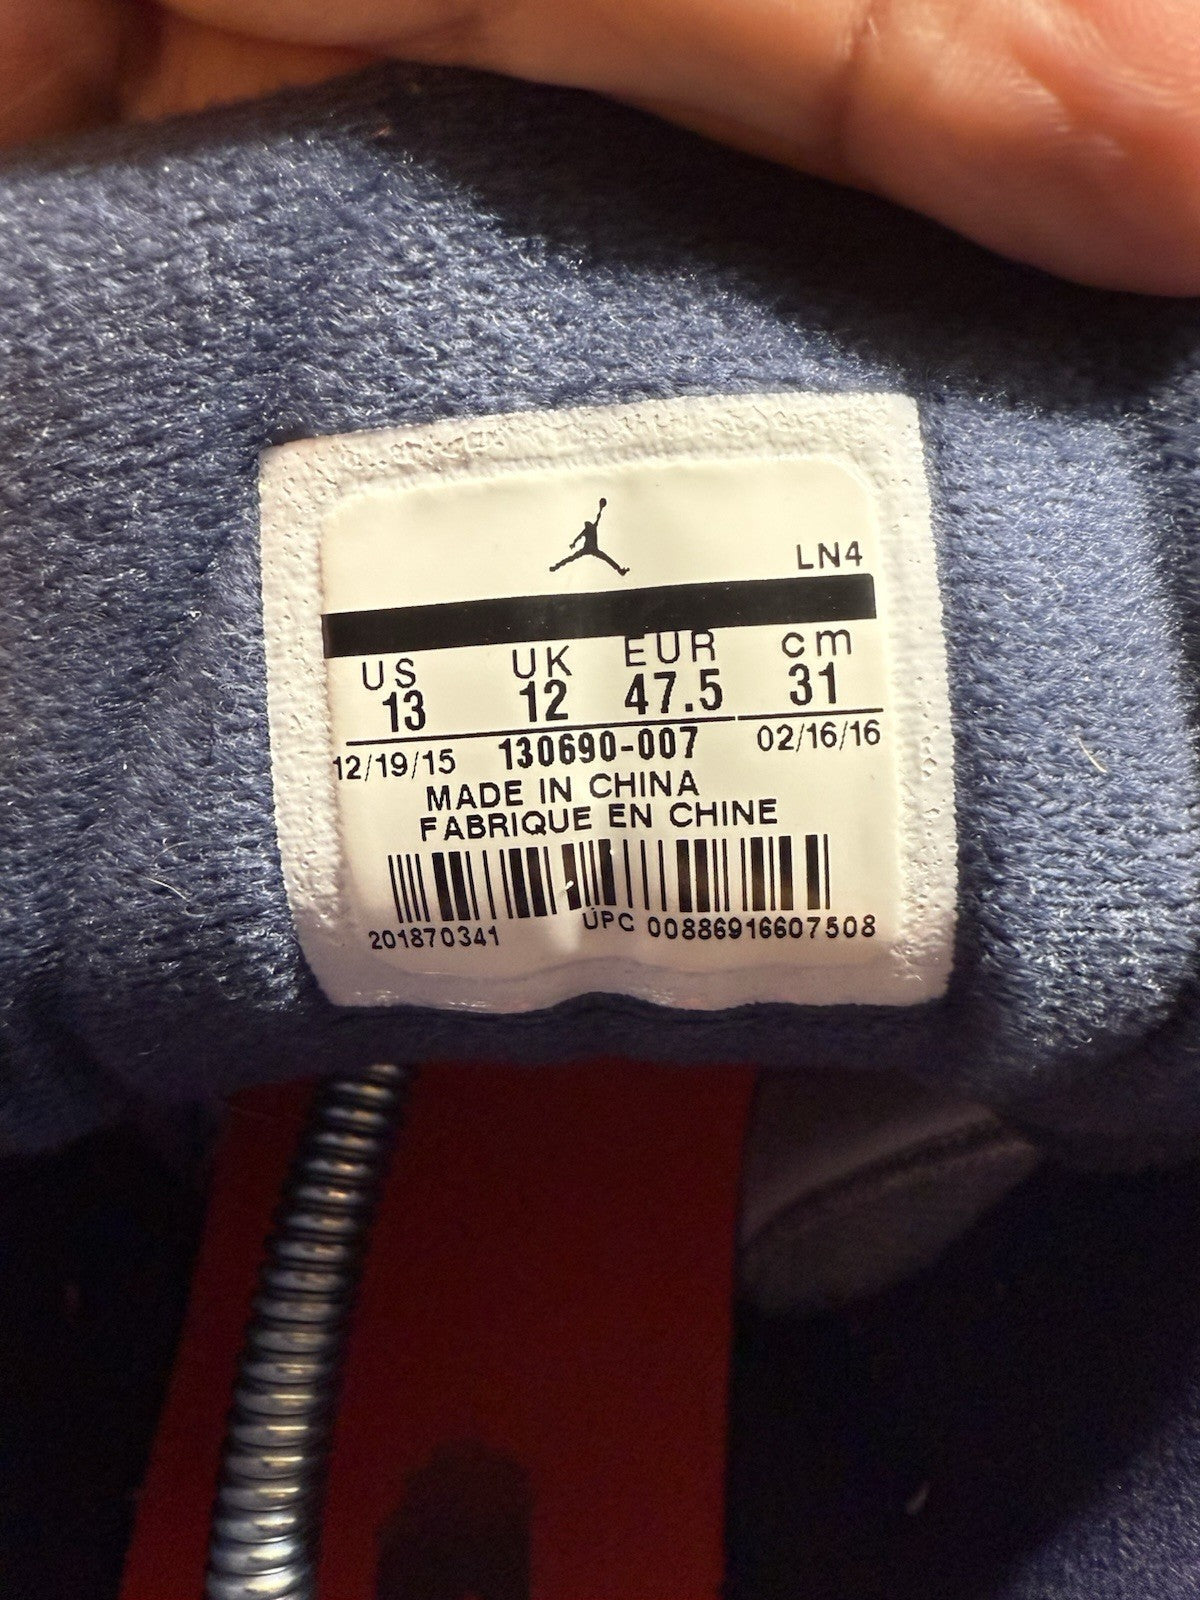 LN4
US UK EUR cm
13 12 47.5 31
12/19/15 130690-007 02/16/16
MADE IN CHINA
FABRIQUE EN CHINE
201870341 UPC 00886916607508